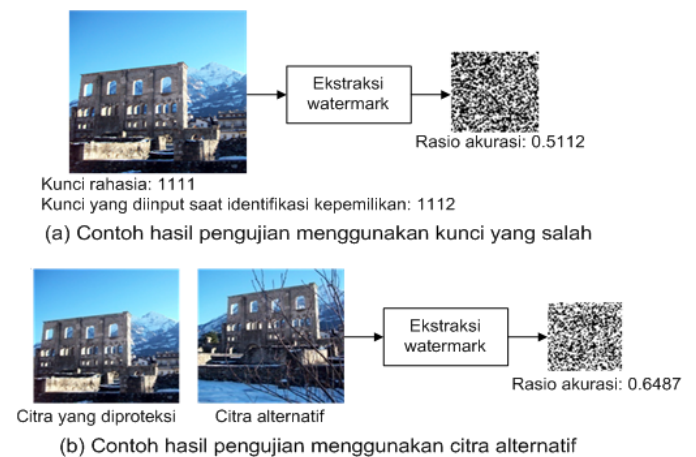 Ekstraksi
watermark
Rasio akurasi: 0.5112
Kunci rahasia: 1111
Kunci yang diinput saat identifikasi kepemilikan: 1112
(a) Contoh hasil pengujian menggunakan kunci yang salah
Ekstraksi
watermark
Rasio akurasi: 0.6487
Citra yang diproteksi
Citra alternatif
(b) Contoh hasil pengujian menggunakan citra alternatif